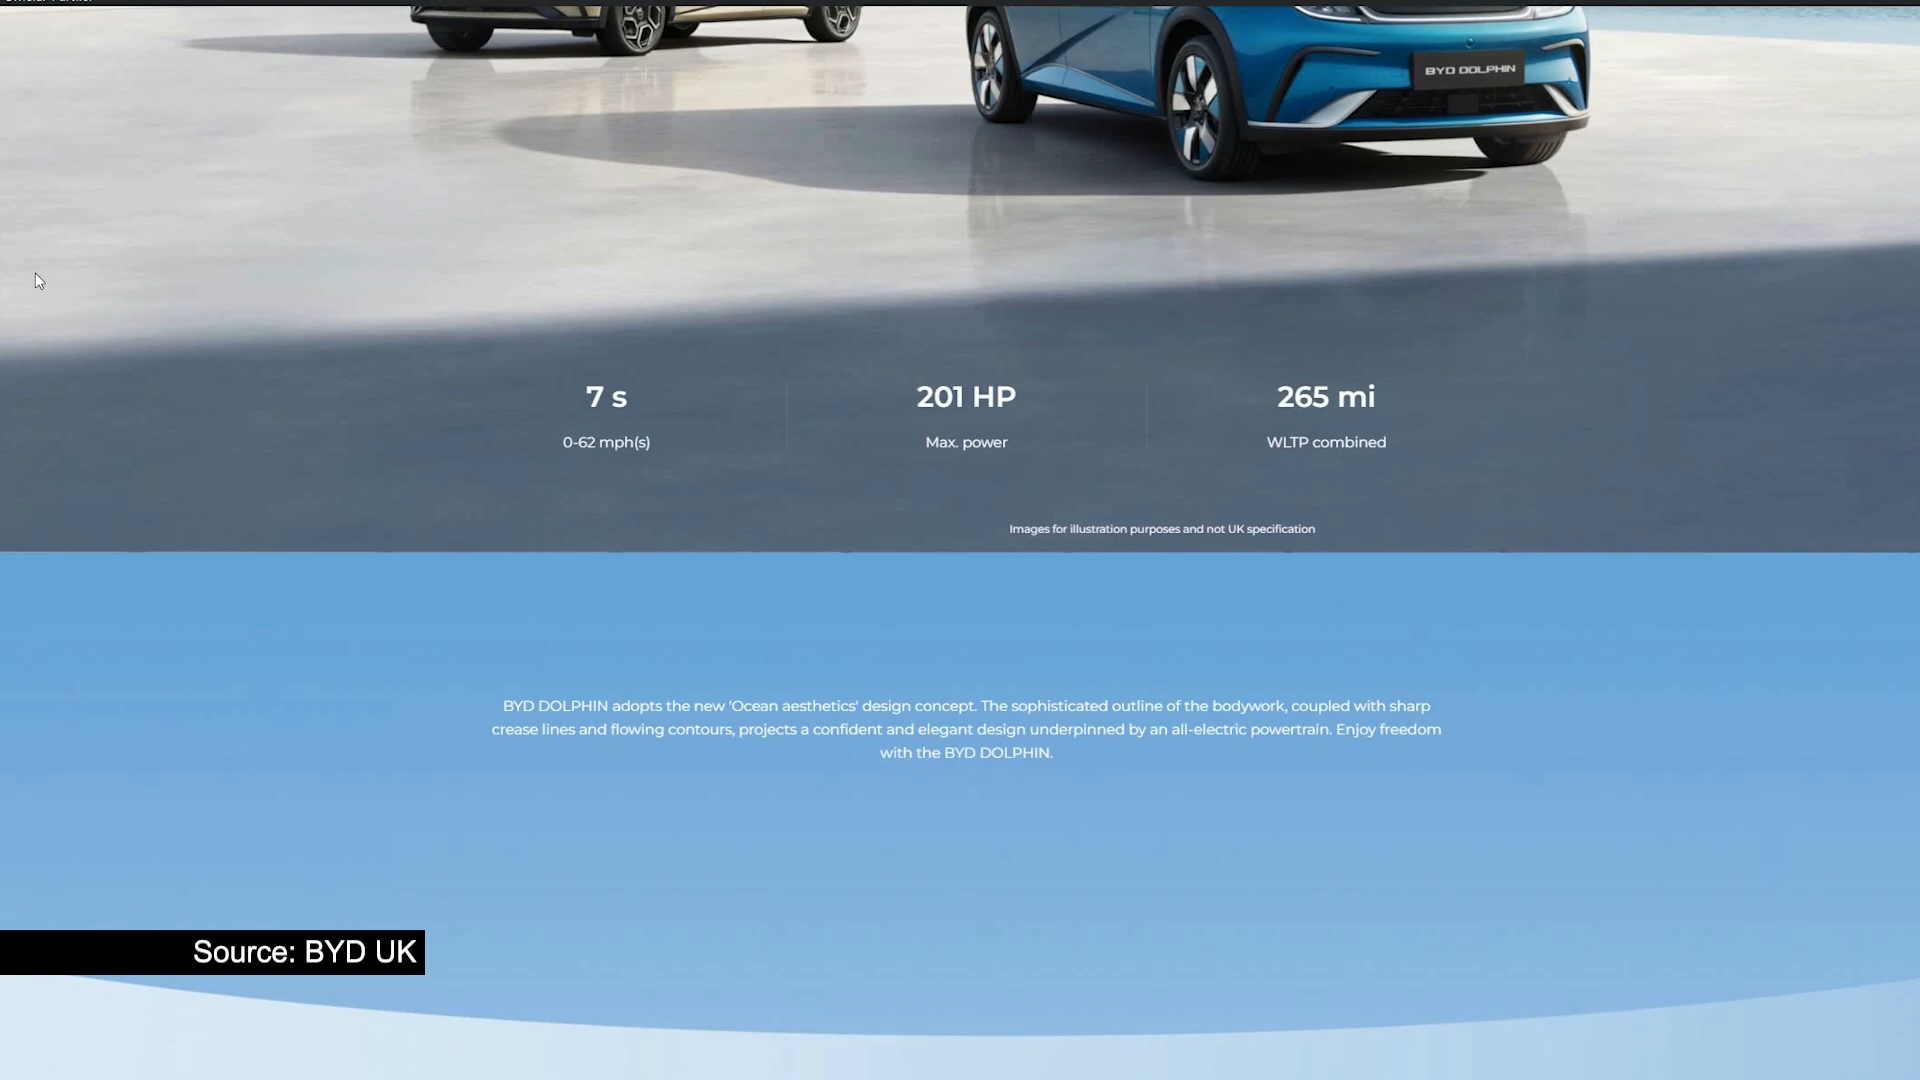 BYD DOLPHIN
7 s
201 HP
265 mi
0-62 mph(s)
Max. power
WLTP combined
Images for illustration purposes and not UK specification
BYD DOLPHIN adopts the new 'Ocean aesthetics' design concept. The sophisticated outline of the bodywork, coupled with sharp
crease lines and flowing contours, projects a confident and elegant design underpinned by an all-electric powertrain. Enjoy freedom
with the BYD DOLPHIN.
Source: BYD UK